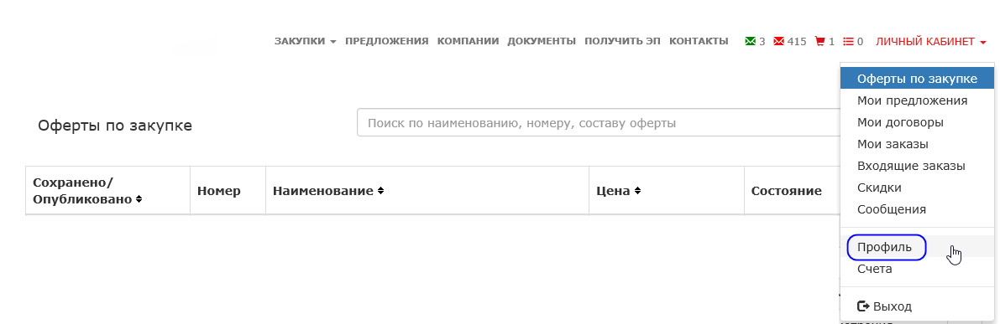 ЗАКУПКИ ПРЕДЛОЖЕНИЯ КОМПАНИИ ДОКУМЕНТЫ ПОЛУЧИТЬ ЭП КОНТАКТЫ 3 415 1 0 ЛИЧНЫЙ КАБИНЕТ
Оферты по закупке
Мои предложения
Мои договоры
Мои заказы
Входящие заказы
Скидки
Сообщения
Профиль
Счета
Выход
Оферты по закупке
Поиск по наименованию, номеру, составу оферты
Сохранено/
Опубликовано Номер Наименование Цена Состояние